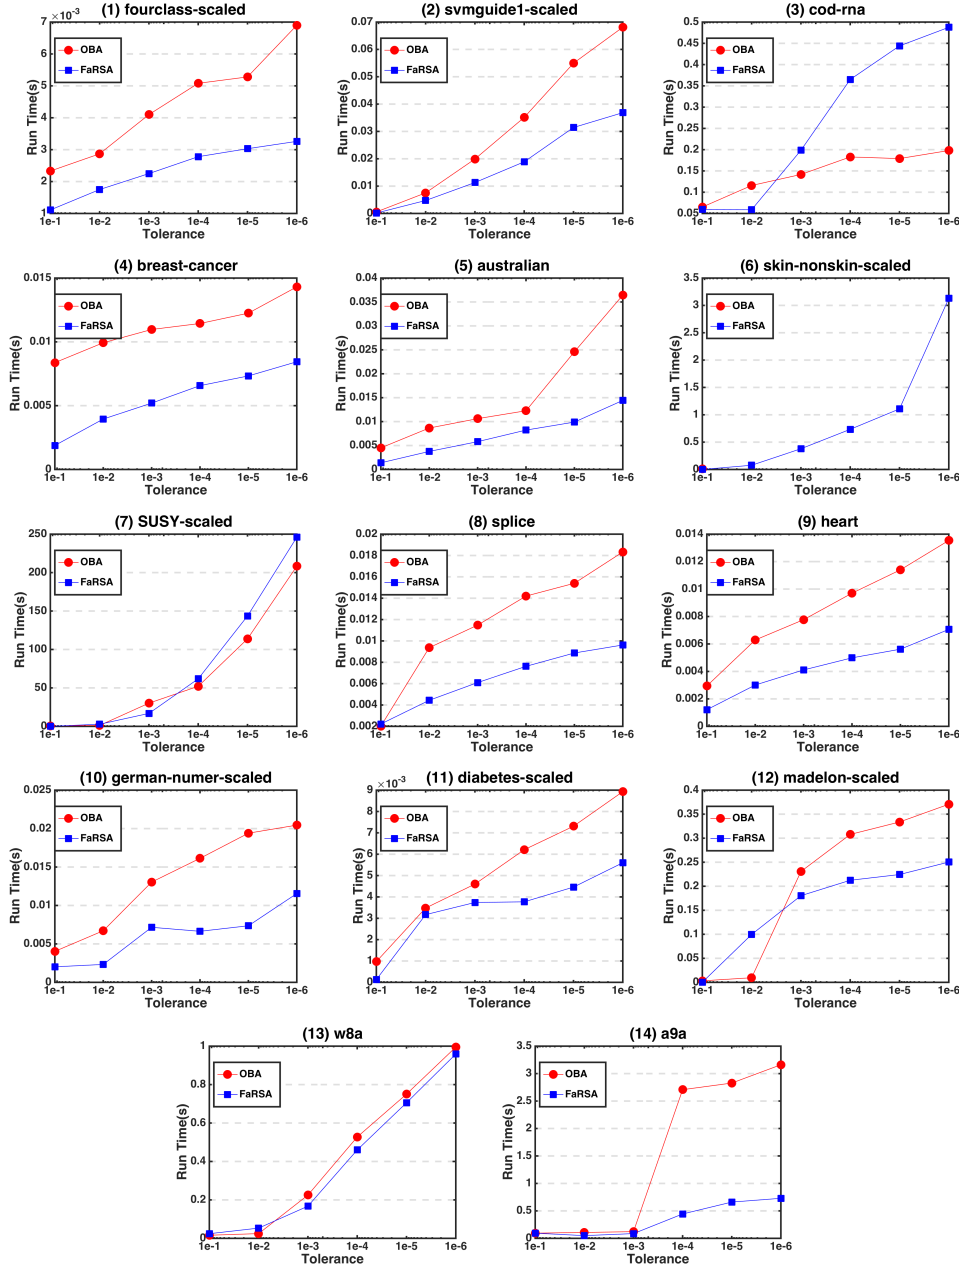 (1) fourclass-scaled
×10⁻³
7
6
5
4
3
2
1
Run Time(s)
OBA
FaRSA
1e-1 1e-2 1e-3 1e-4 1e-5 1e-6
Tolerance
(2) svmguide1-scaled
0.07
0.06
0.05
0.04
0.03
0.02
0.01
0
Run Time(s)
OBA
FaRSA
1e-1 1e-2 1e-3 1e-4 1e-5 1e-6
Tolerance
(3) cod-rna
0.5
0.45
0.4
0.35
0.3
0.25
0.2
0.15
0.1
0.05
Run Time(s)
OBA
FaRSA
1e-1 1e-2 1e-3 1e-4 1e-5 1e-6
Tolerance
(4) breast-cancer
0.015
0.01
0.005
0
Run Time(s)
OBA
FaRSA
1e-1 1e-2 1e-3 1e-4 1e-5 1e-6
Tolerance
(5) australian
0.04
0.035
0.03
0.025
0.02
0.015
0.01
0.005
0
Run Time(s)
OBA
FaRSA
1e-1 1e-2 1e-3 1e-4 1e-5 1e-6
Tolerance
(6) skin-nonskin-scaled
3.5
3
2.5
2
1.5
1
0.5
0
Run Time(s)
OBA
FaRSA
1e-1 1e-2 1e-3 1e-4 1e-5 1e-6
Tolerance
(7) SUSY-scaled
250
200
150
100
50
0
Run Time(s)
OBA
FaRSA
1e-1 1e-2 1e-3 1e-4 1e-5 1e-6
Tolerance
(8) splice
0.02
0.018
0.016
0.014
0.012
0.01
0.008
0.006
0.004
0.002
Run Time(s)
OBA
FaRSA
1e-1 1e-2 1e-3 1e-4 1e-5 1e-6
Tolerance
(9) heart
0.014
0.012
0.01
0.008
0.006
0.004
0.002
0
Run Time(s)
OBA
FaRSA
1e-1 1e-2 1e-3 1e-4 1e-5 1e-6
Tolerance
(10) german-numer-scaled
0.025
0.02
0.015
0.01
0.005
0
Run Time(s)
OBA
FaRSA
1e-1 1e-2 1e-3 1e-4 1e-5 1e-6
Tolerance
(11) diabetes-scaled
×10⁻³
9
8
7
6
5
4
3
2
1
0
Run Time(s)
OBA
FaRSA
1e-1 1e-2 1e-3 1e-4 1e-5 1e-6
Tolerance
(12) madelon-scaled
0.4
0.35
0.3
0.25
0.2
0.15
0.1
0.05
0
Run Time(s)
OBA
FaRSA
1e-1 1e-2 1e-3 1e-4 1e-5 1e-6
Tolerance
(13) w8a
1
0.8
0.6
0.4
0.2
0
Run Time(s)
OBA
FaRSA
1e-1 1e-2 1e-3 1e-4 1e-5 1e-6
Tolerance
(14) a9a
3.5
3
2.5
2
1.5
1
0.5
0
Run Time(s)
OBA
FaRSA
1e-1 1e-2 1e-3 1e-4 1e-5 1e-6
Tolerance